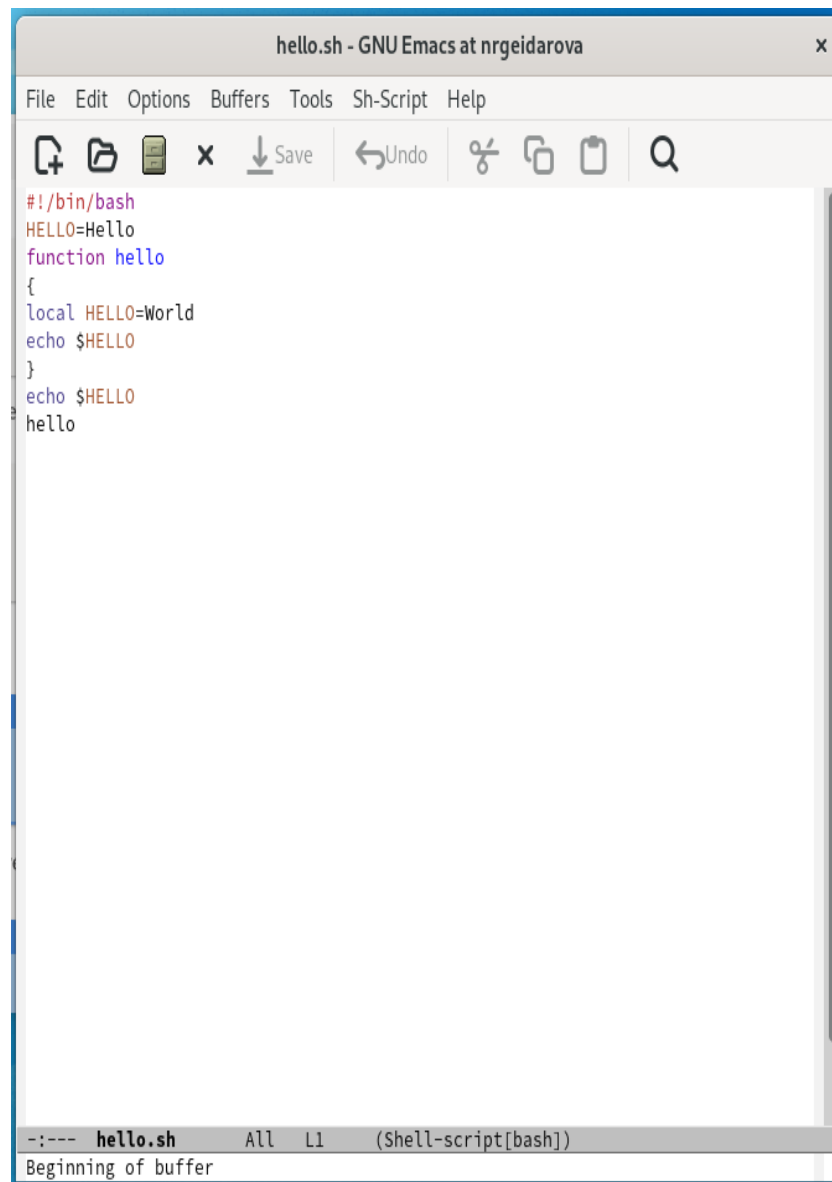 hello.sh - GNU Emacs at nrgeidarova
File Edit Options Buffers Tools Sh-Script Help
Save Undo
#!/bin/bash
HELLO=Hello
function hello
{
local HELLO=World
echo $HELLO
}
echo $HELLO
hello
-:--- hello.sh All L1 (Shell-script[bash])
Beginning of buffer